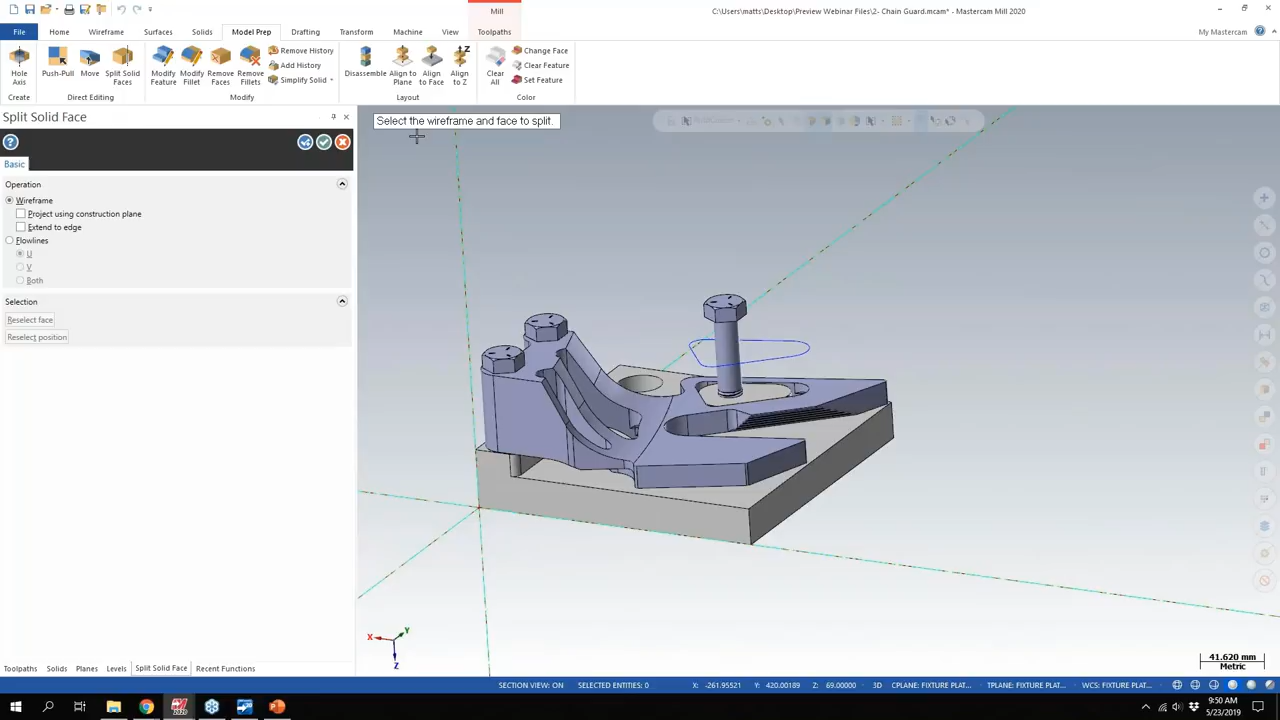 Mill
C:\Users\matts\Desktop\Preview Webinar Files\2- Chain Guard.mcam* - Mastercam Mill 2020
File Home Wireframe Surfaces Solids Model Prep Drafting Transform Machine View Toolpaths
My Mastercam
Hole Axis
Create
Push-Pull Move Split Solid Faces
Direct Editing
Modify Feature Modify Fillet Remove Faces Remove Fillets
Remove History
Add History
Simplify Solid
Modify
Disassemble Align to Plane Align to Face Align to Z
Layout
Clear All
Change Face
Clear Feature
Set Feature
Color
Split Solid Face
Select the wireframe and face to split.
Basic
Operation
Wireframe
Project using construction plane
Extend to edge
Flowlines
U
V
Both
Selection
Reselect face
Reselect position
X
Y
Z
41.620 mm
Metric
Toolpaths Solids Planes Levels Split Solid Face Recent Functions
SECTION VIEW: ON SELECTED ENTITIES: 0 X: -261.95521 Y: 420.00189 Z: 69.00000 3D CPLANE: FIXTURE PLAT... TPLANE: FIXTURE PLAT... WCS: FIXTURE PLAT...
9:50 AM
5/23/2019